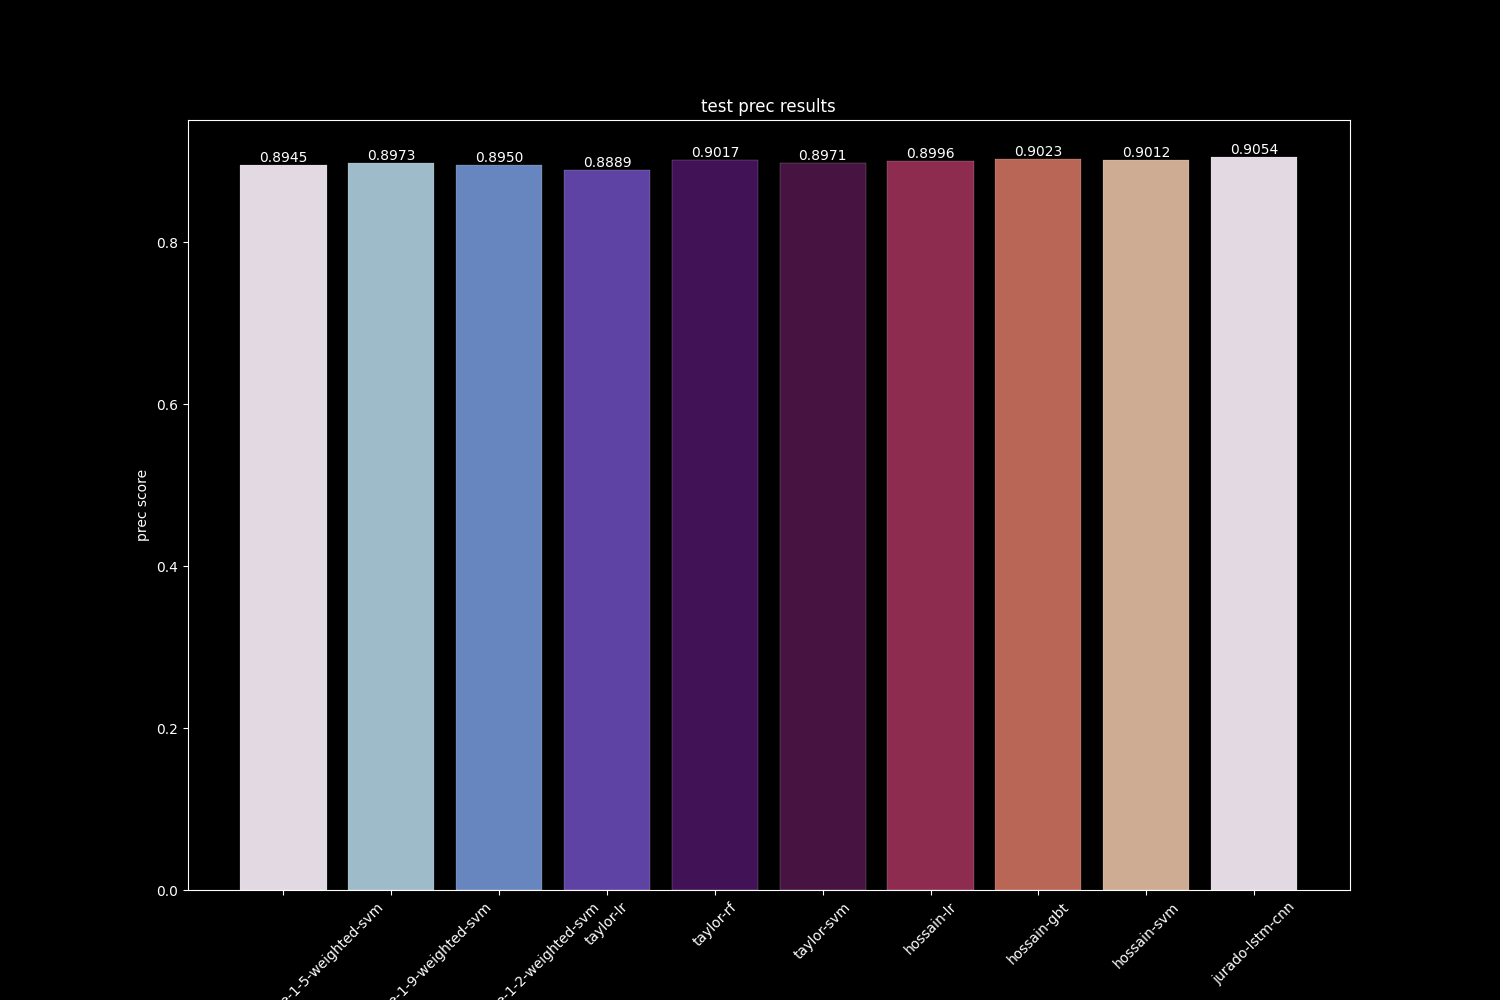 test prec results
0.8945
0.8973
0.8950
0.8889
0.9017
0.8971
0.8996
0.9023
0.9012
0.9054
prec score
0.8
0.6
0.4
0.2
0.0
-1-5-weighted-svm
-1-9-weighted-svm
-1-2-weighted-svm
taylor-lr
taylor-rf
taylor-svm
hossain-lr
hossain-gbt
hossain-svm
jurado-lstm-cnn